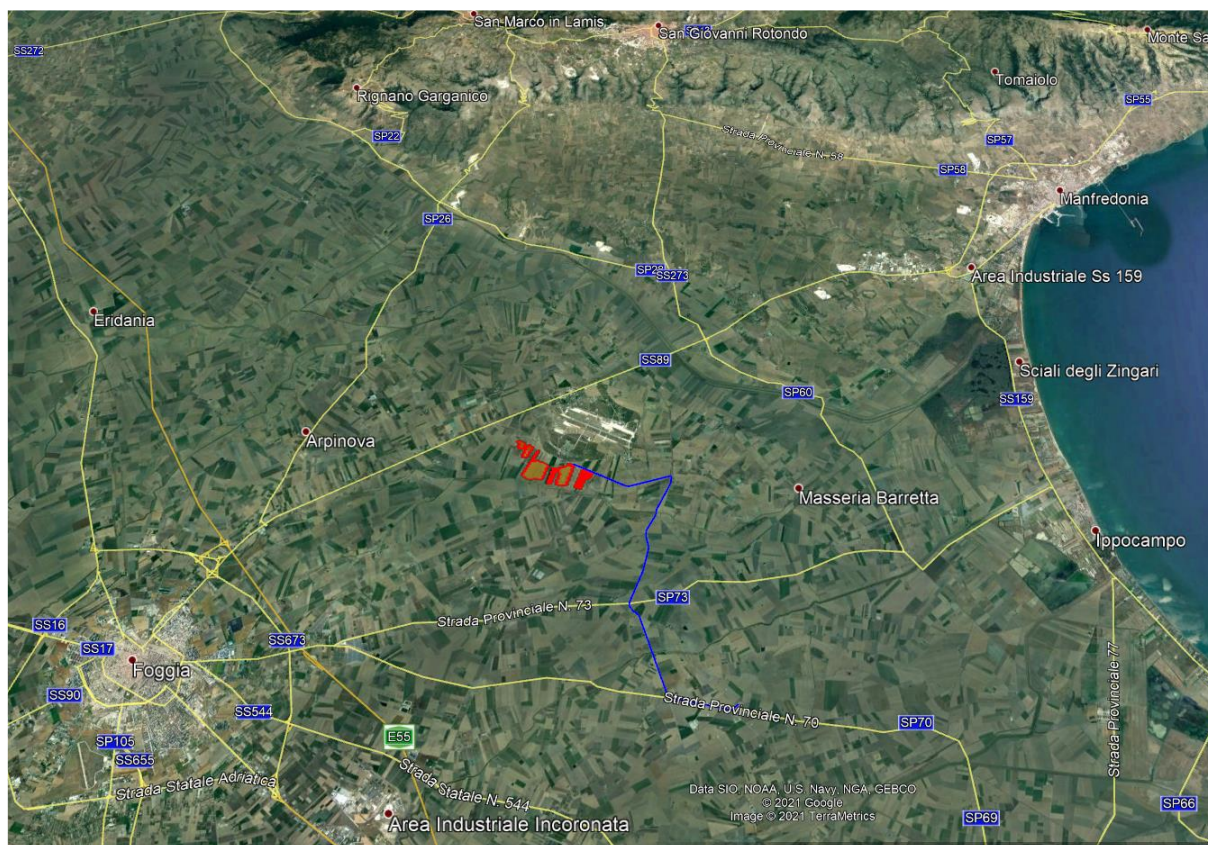 San Marco in Lamis
San Giovanni Rotondo
Monte Sa
SS272
Tomaiolo
Rignano Garganico
SP55
SP22
Strada Provinciale N. 58
SP57
SP58
Manfredonia
SP26
SS273
Area Industriale Ss 159
Eridania
SS89
Sciali degli Zingari
SP60
SS159
Arpinova
Masseria Barretta
Ippocampo
Strada Provinciale N. 73
SP73
SS16
SS673
SS17
Foggia
Strada Provinciale N. 77
SS90
SS544
Strada Provinciale N. 70
SP70
SP105
E55
SS655
Strada Statale Adriatica
Strada Statale N. 544
Data SIO, NOAA, U.S. Navy, NGA, GEBCO
© 2021 Google
Image © 2021 TerraMetrics
SP66
Area Industriale Incoronata
SP69